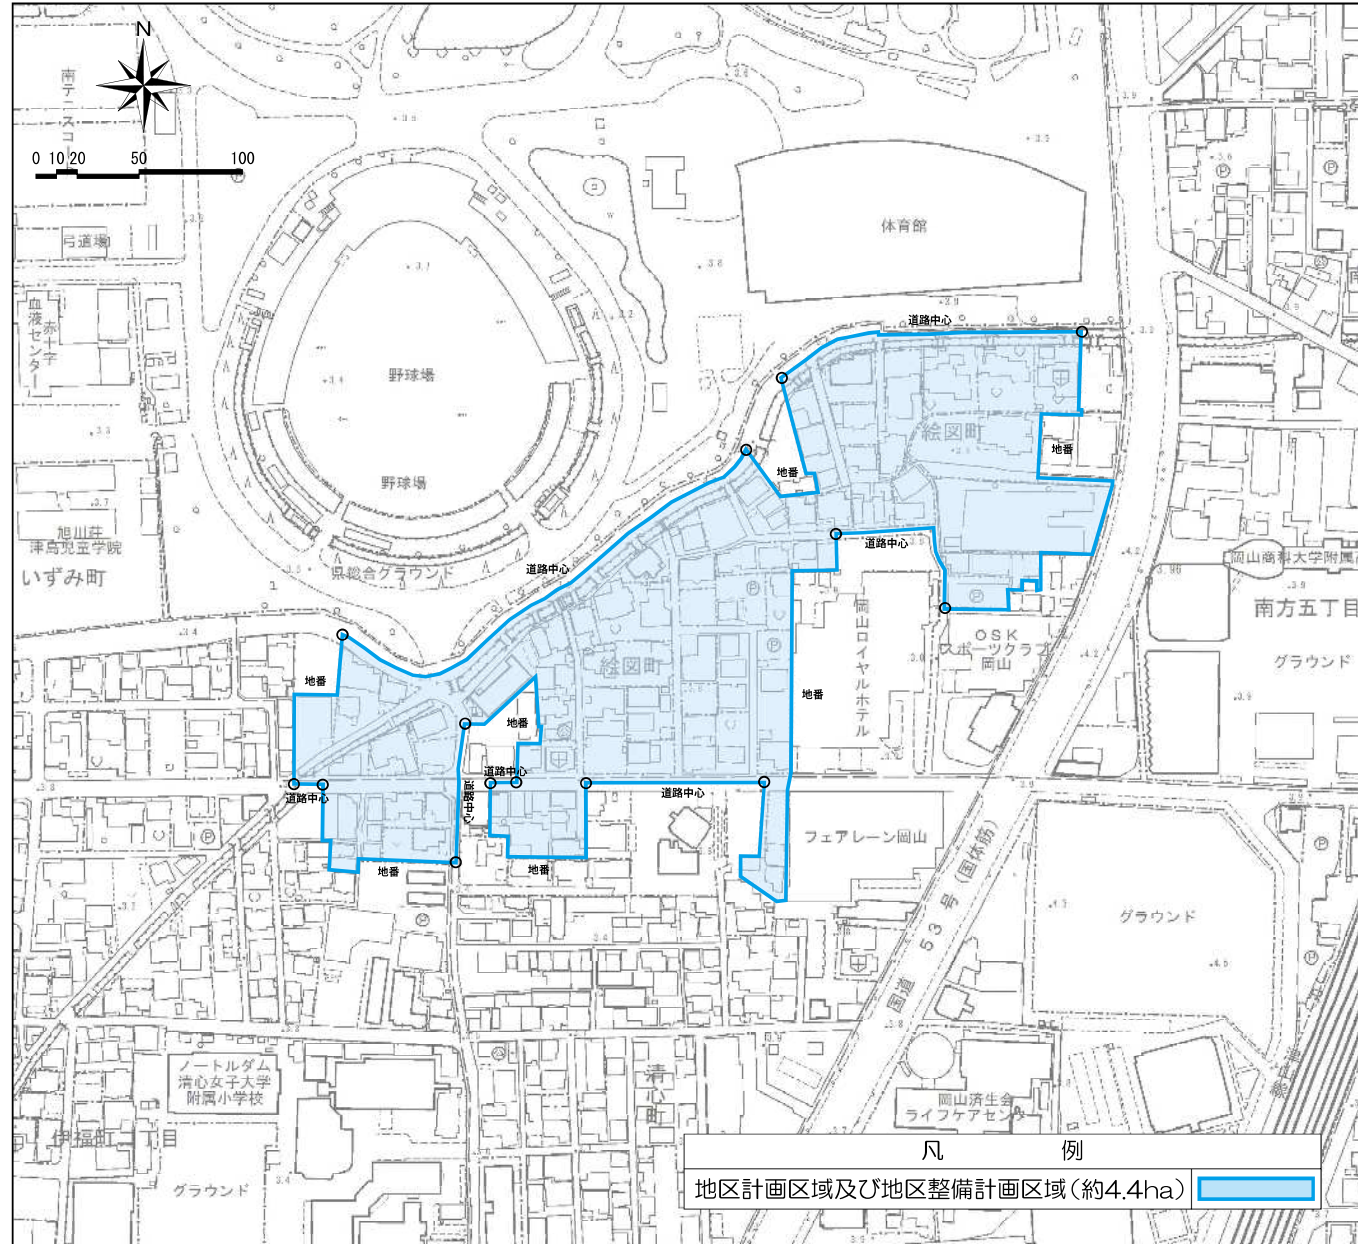 N
0 10 20 50 100
南テニスコート
弓道場
赤十字
血液センター
体育館
野球場
野球場
道路中心
絵図町
地番
地番
旭川荘
津島児童学院
いずみ町
県総合グラウンド
道路中心
道路中心
岡山商科大学附属
南方五丁目
グラウンド
岡山ロイヤルホテル
OSK
スポーツクラブ
岡山
絵図町
地番
地番
地番
道路中心
道路中心
道路中心
道路中心
地番
地番
フェアレーン岡山
国道 53号(国体筋)
グラウンド
ノートルダム
清心女子大学
附属小学校
清心町
岡山済生会
ライフケアセンター
グラウンド
凡 例
地区計画区域及び地区整備計画区域(約4.4ha)